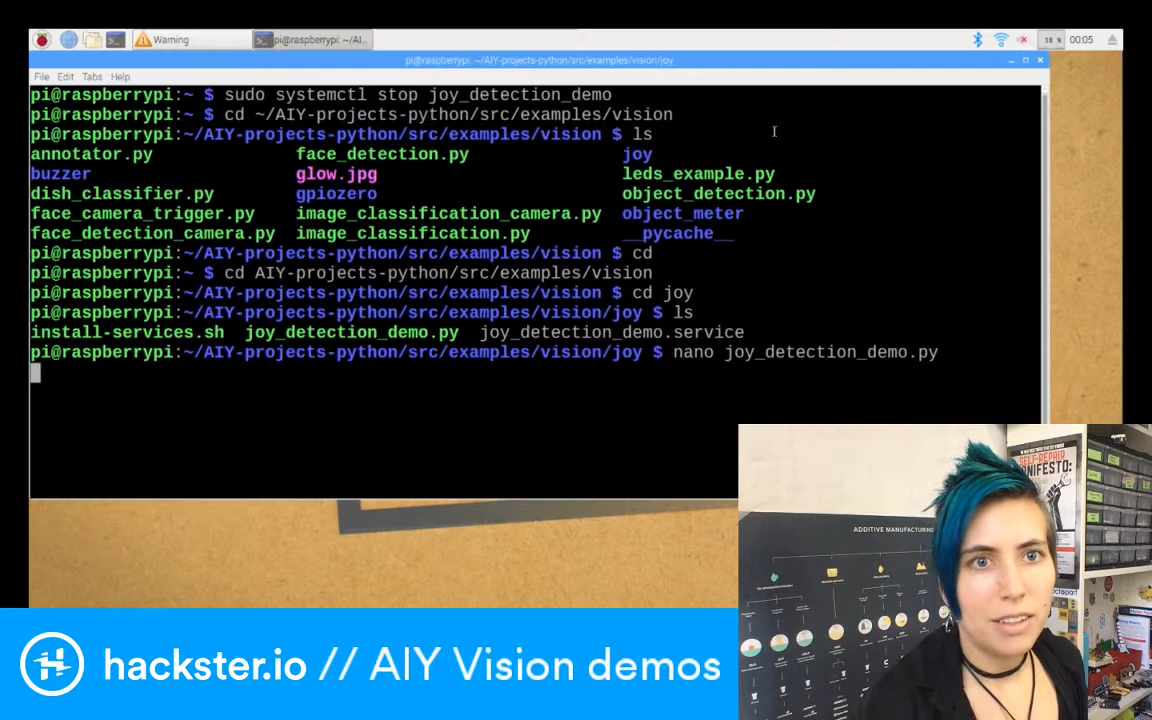 Warning
pi@raspberrypi: ~/AI...
18 %
00:05
pi@raspberrypi: ~/AIY-projects-python/src/examples/vision/joy
File Edit Tabs Help
pi@raspberrypi:~ $ sudo systemctl stop joy_detection_demo
pi@raspberrypi:~ $ cd ~/AIY-projects-python/src/examples/vision
pi@raspberrypi:~/AIY-projects-python/src/examples/vision $ ls
annotator.py face_detection.py joy
buzzer glow.jpg leds_example.py
dish_classifier.py gpiozero object_detection.py
face_camera_trigger.py image_classification_camera.py object_meter
face_detection_camera.py image_classification.py __pycache__
pi@raspberrypi:~/AIY-projects-python/src/examples/vision $ cd
pi@raspberrypi:~ $ cd AIY-projects-python/src/examples/vision
pi@raspberrypi:~/AIY-projects-python/src/examples/vision $ cd joy
pi@raspberrypi:~/AIY-projects-python/src/examples/vision/joy $ ls
install-services.sh joy_detection_demo.py joy_detection_demo.service
pi@raspberrypi:~/AIY-projects-python/src/examples/vision/joy $ nano joy_detection_demo.py
SELF-REPAIR
MANIFESTO:
ADDITIVE MANUFACTURING
hackster.io // AIY Vision demos